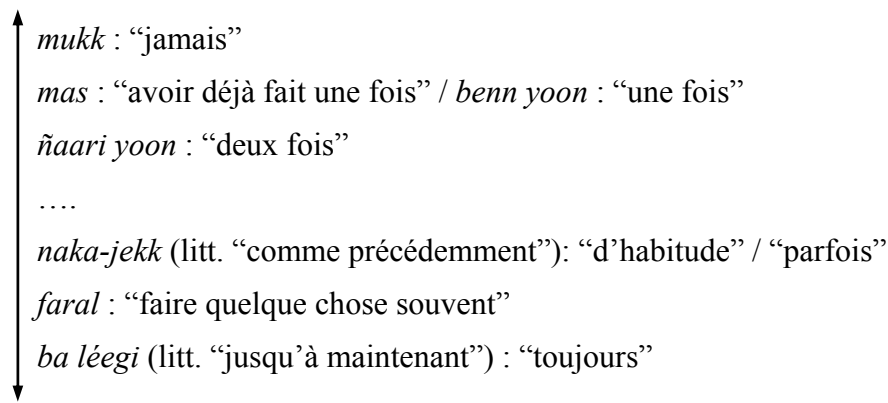 mukk : “jamais”
mas : “avoir déjà fait une fois” / benn yoon : “une fois”
ñaari yoon : “deux fois”
….
naka-jekk (litt. “comme précédemment”): “d’habitude” / “parfois”
faral : “faire quelque chose souvent”
ba léegi (litt. “jusqu’à maintenant”) : “toujours”